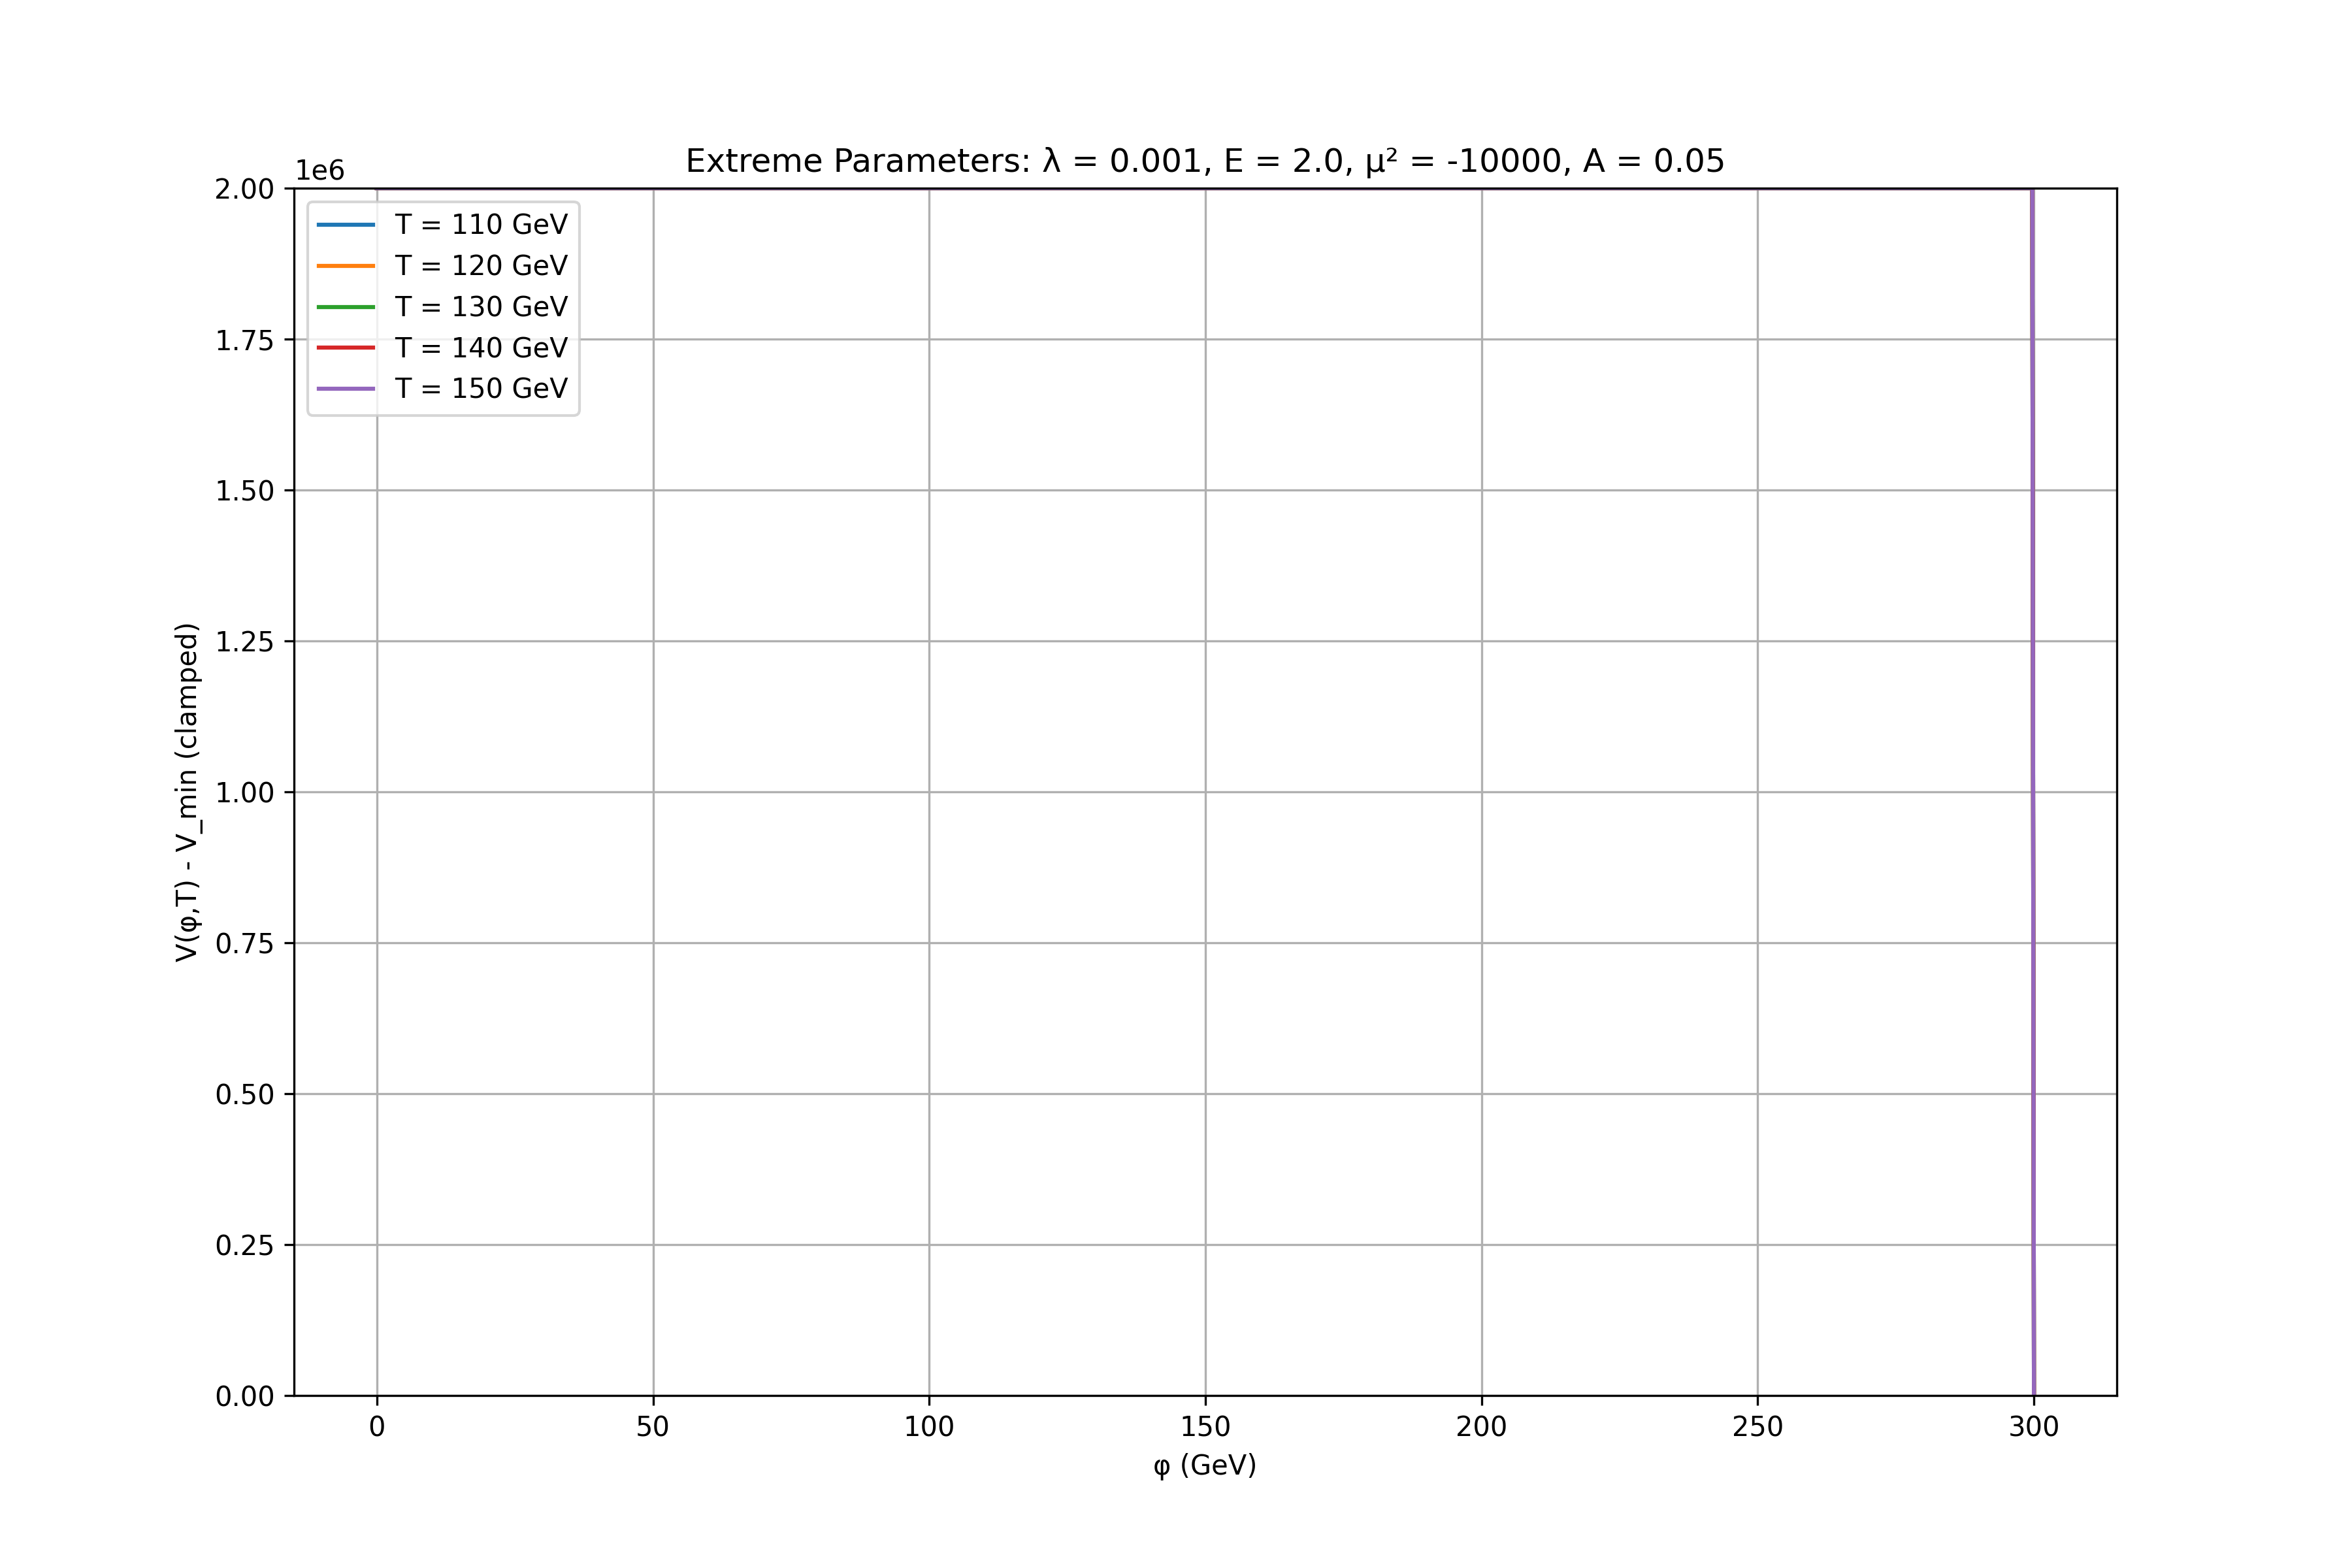 Extreme Parameters: λ = 0.001, E = 2.0, μ² = -10000, A = 0.05
1e6
2.00
1.75
1.50
1.25
1.00
0.75
0.50
0.25
0.00
V(φ,T) - V_min (clamped)
T = 110 GeV
T = 120 GeV
T = 130 GeV
T = 140 GeV
T = 150 GeV
0 50 100 150 200 250 300
φ (GeV)